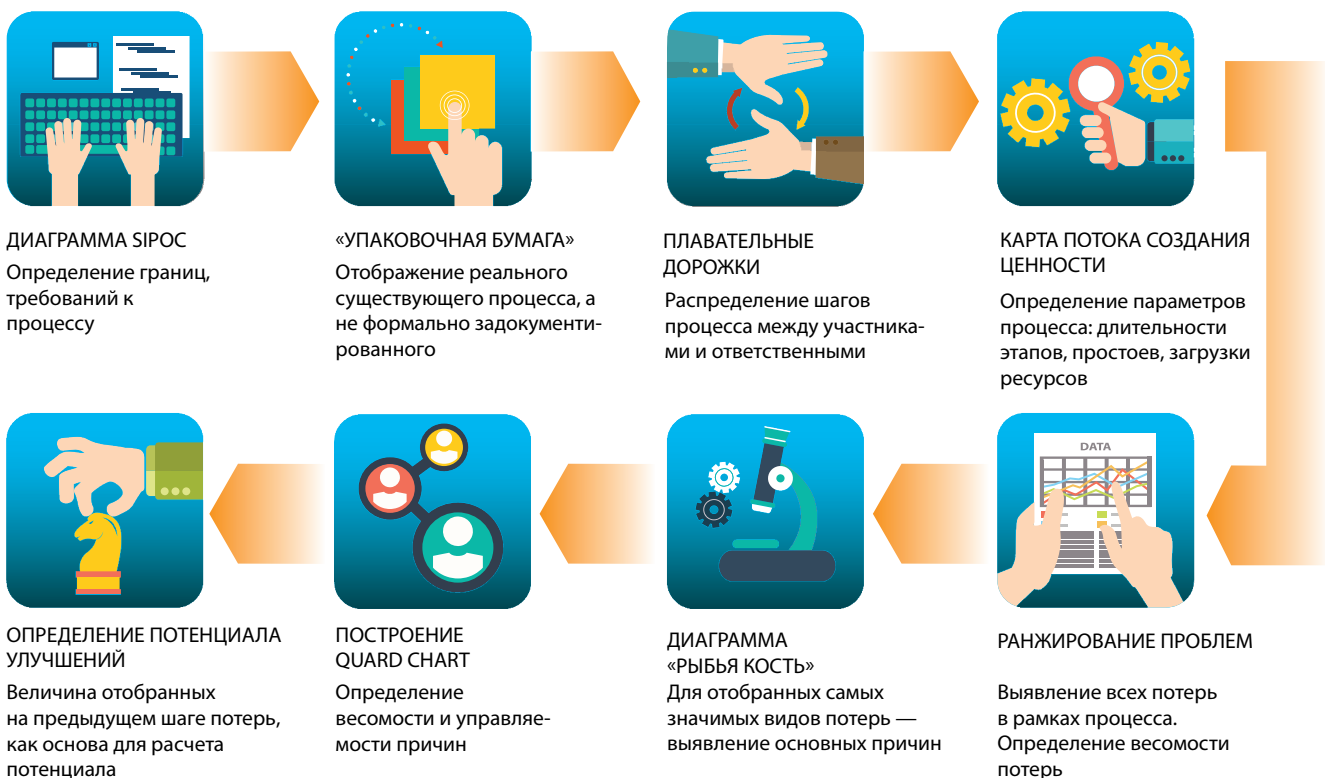 ДИАГРАММА SIPOC
Определение границ,
требований к
процессу
«УПАКОВОЧНАЯ БУМАГА»
Отображение реального
существующего процесса, а
не формально задокументи-
рованного
ПЛАВАТЕЛЬНЫЕ
ДОРОЖКИ
Распределение шагов
процесса между участника-
ми и ответственными
КАРТА ПОТОКА СОЗДАНИЯ
ЦЕННОСТИ
Определение параметров
процесса: длительности
этапов, простоев, загрузки
ресурсов
DATA
РАНЖИРОВАНИЕ ПРОБЛЕМ
Выявление всех потерь
в рамках процесса.
Определение весомости
потерь
ДИАГРАММА
«РЫБЬЯ КОСТЬ»
Для отобранных самых
значимых видов потерь —
выявление основных причин
ПОСТРОЕНИЕ
QUARD CHART
Определение
весомости и управляе-
мости причин
ОПРЕДЕЛЕНИЕ ПОТЕНЦИАЛА
УЛУЧШЕНИЙ
Величина отобранных
на предыдущем шаге потерь,
как основа для расчета
потенциала